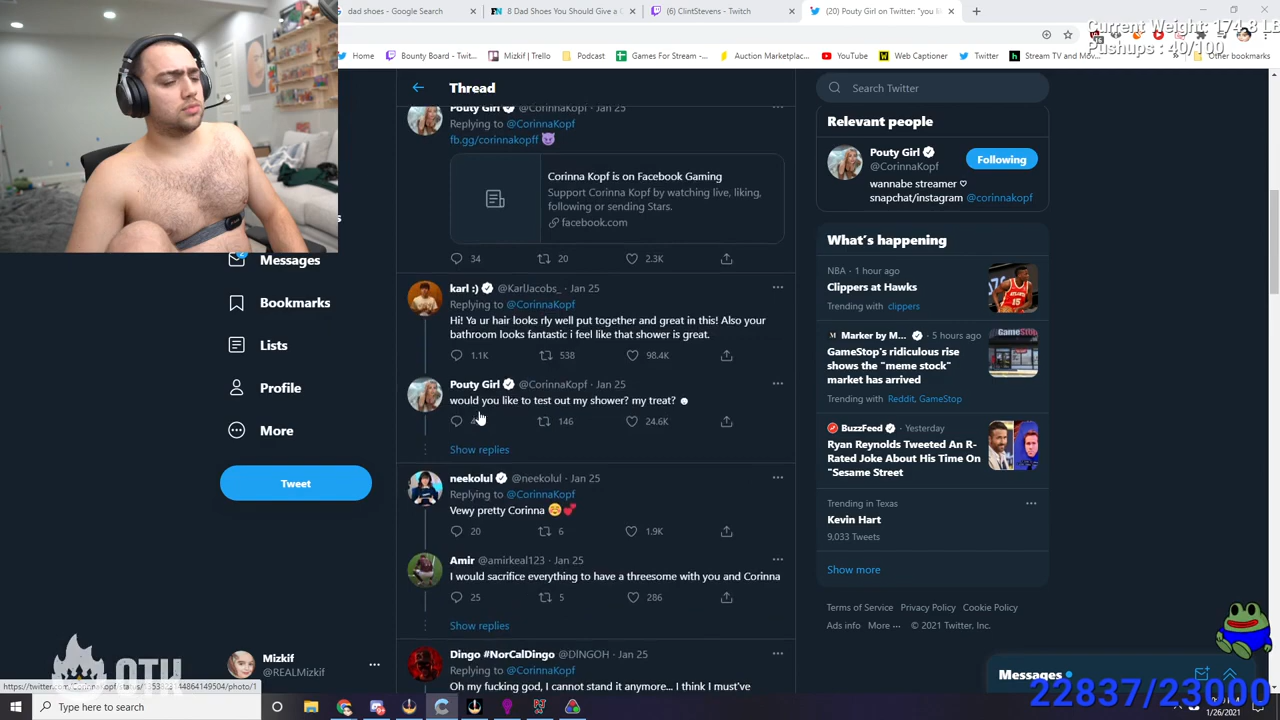 dad shoes - Google Search
8 Dad Shoes You Should Give a C
(6) ClintStevens - Twitch
(20) Pouty Girl on Twitter: "you li
Current Weight: 174.8 LB
Pushups : 40/100
Home
Bounty Board - Twit
Mizkif - Trello
Podcast
Games For Stream
Auction Marketplac
YouTube
Web Captioner
Twitter
Stream TV and Mov
Other bookmarks
Thread
Search Twitter
Pouty Girl @CorinnaKopf · Jan 25
Replying to @CorinnaKopf
fb.gg/corinnakopff
Corinna Kopf is on Facebook Gaming
Support Corinna Kopf by watching live, liking,
following or sending Stars.
facebook.com
34 20 2.3K
karl :) @KarlJacobs_ · Jan 25
Replying to @CorinnaKopf
Hi! Ya ur hair looks rly well put together and great in this! Also your
bathroom looks fantastic i feel like that shower is great.
1.1K 538 98.4K
Pouty Girl @CorinnaKopf · Jan 25
would you like to test out my shower? my treat? ☻
146 24.6K
Show replies
neekolul @neekolul · Jan 25
Replying to @CorinnaKopf
Vewy pretty Corinna
20 6 1.9K
Amir @amirkeal123 · Jan 25
I would sacrifice everything to have a threesome with you and Corinna
25 5 286
Show replies
Dingo #NorCalDingo @DINGOH · Jan 25
Replying to @CorinnaKopf
Oh my fucking god, I cannot stand it anymore... I think I must've
Messages
Bookmarks
Lists
Profile
More
Tweet
Mizkif
@REALMizkif
OTK
Relevant people
Pouty Girl
@CorinnaKopf
Following
wannabe streamer ♡
snapchat/instagram @corinnakopf
What's happening
NBA · 1 hour ago
Clippers at Hawks
Trending with clippers
Marker by M... · 5 hours ago
GameStop's ridiculous rise
shows the "meme stock"
market has arrived
Trending with Reddit, GameStop
BuzzFeed · Yesterday
Ryan Reynolds Tweeted An R-
Rated Joke About His Time On
"Sesame Street
Trending in Texas
Kevin Hart
9,033 Tweets
Show more
Terms of Service Privacy Policy Cookie Policy
Ads info More ··· © 2021 Twitter, Inc.
Messages
22837/23000
Type here to search
1/26/2021